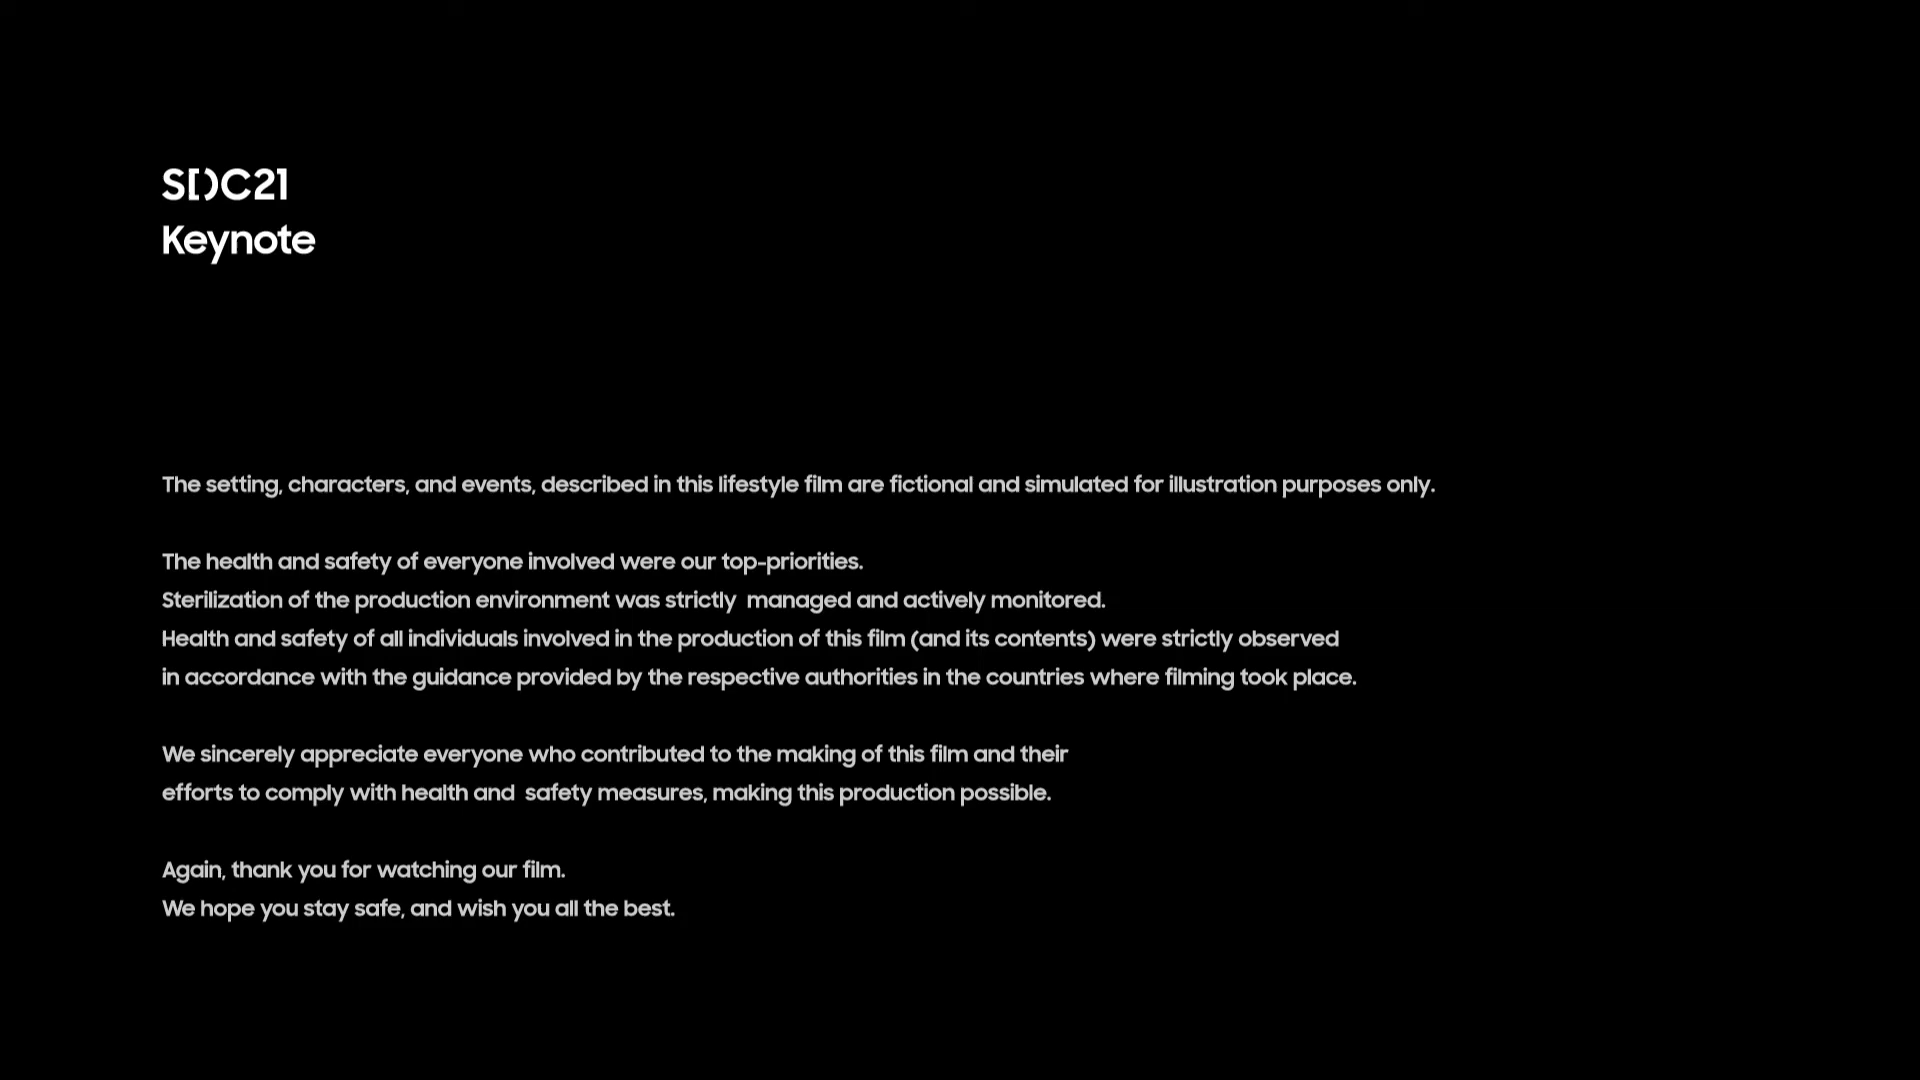 SDC21
Keynote
The setting, characters, and events, described in this lifestyle film are fictional and simulated for illustration purposes only.
The health and safety of everyone involved were our top-priorities.
Sterilization of the production environment was strictly  managed and actively monitored.
Health and safety of all individuals involved in the production of this film (and its contents) were strictly observed
in accordance with the guidance provided by the respective authorities in the countries where filming took place.
We sincerely appreciate everyone who contributed to the making of this film and their
efforts to comply with health and  safety measures, making this production possible.
Again, thank you for watching our film.
We hope you stay safe, and wish you all the best.